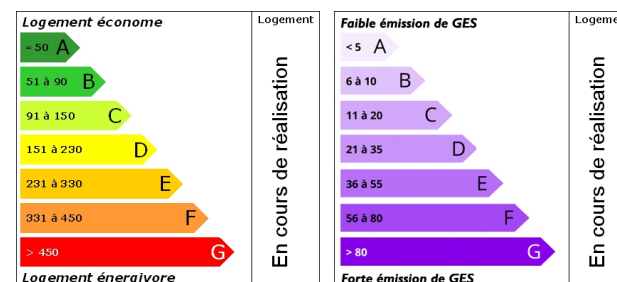 Logement économe
Logement
= 50 A
51 à 90 B
91 à 150 C
151 à 230 D
231 à 330 E
331 à 450 F
> 450 G
En cours de réalisation
Logement énergivore
Faible émission de GES
Logeme
< 5 A
6 à 10 B
11 à 20 C
21 à 35 D
36 à 55 E
56 à 80 F
> 80 G
En cours de réalisation
Forte émission de GES